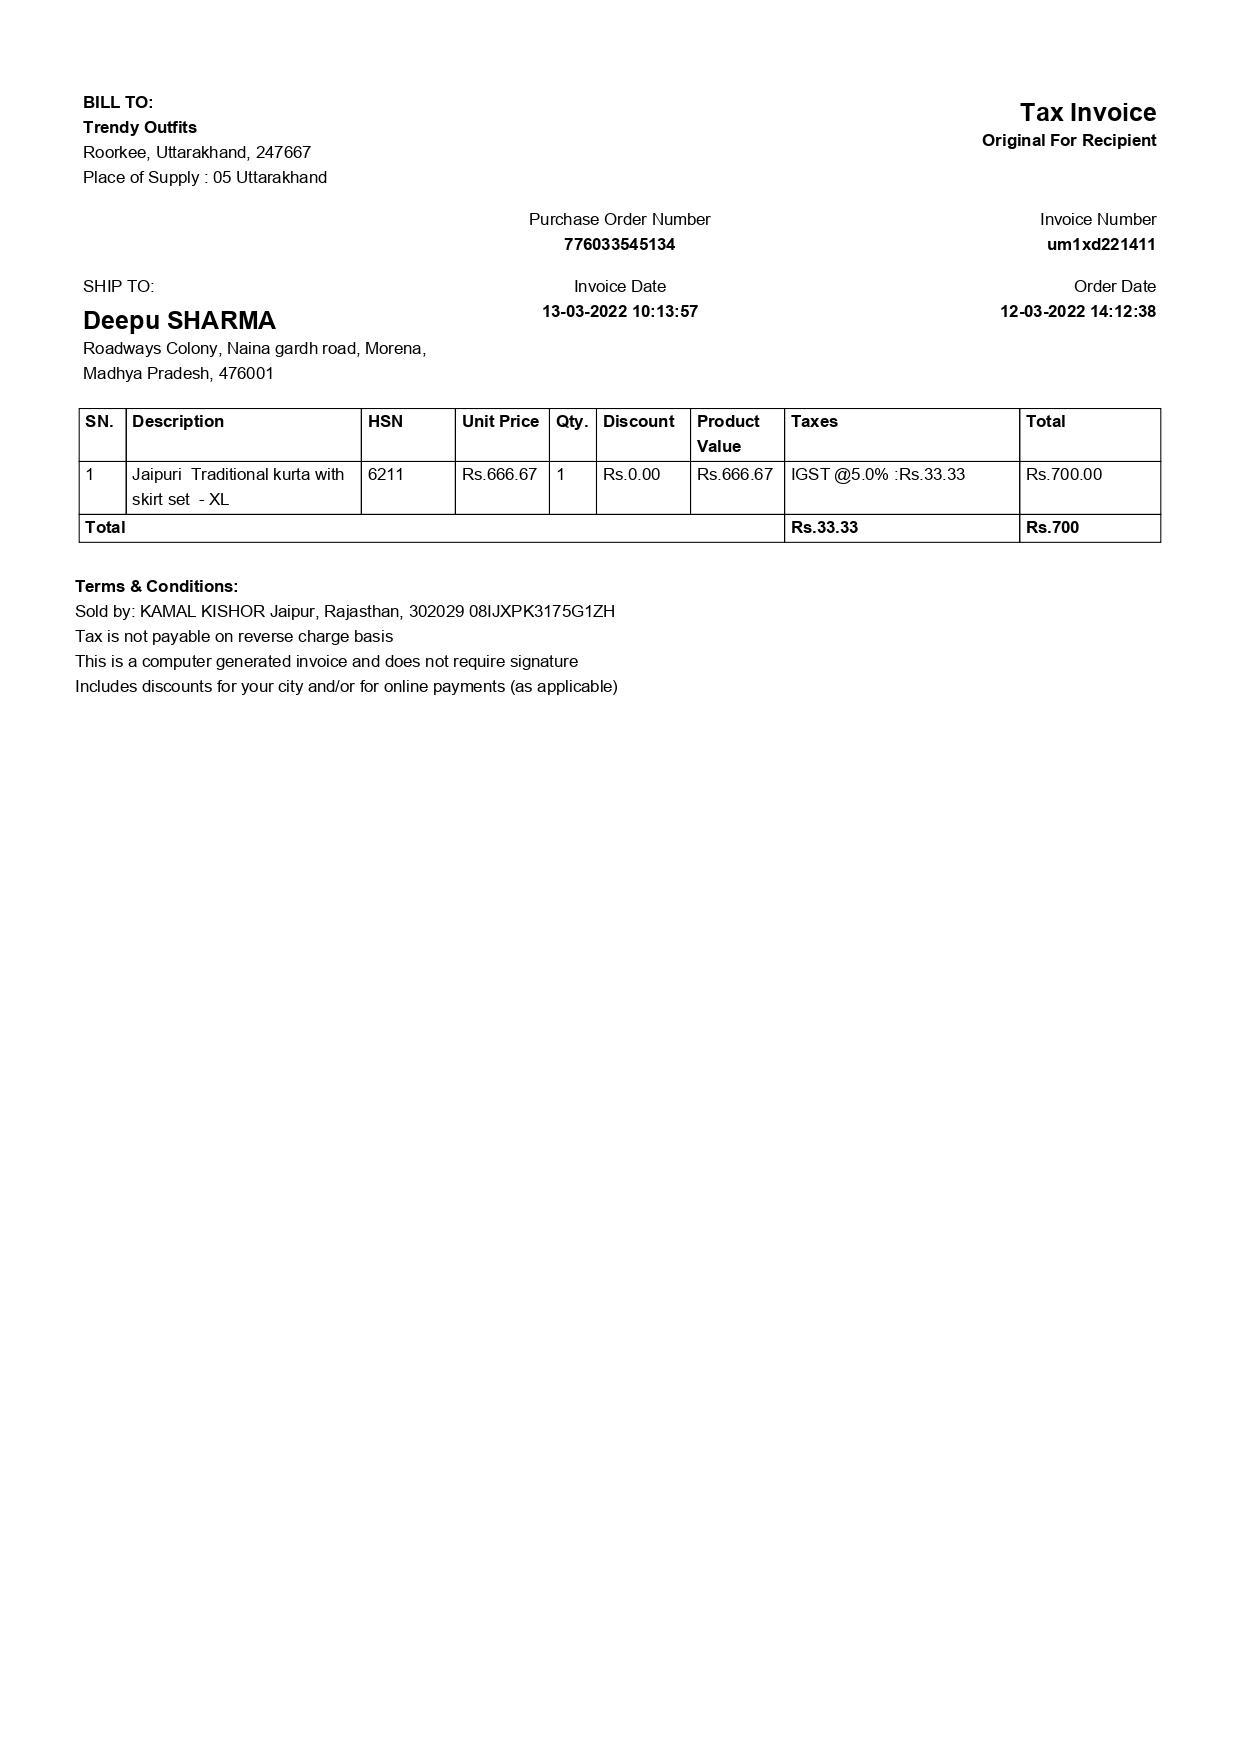 BILL TO:
Trendy Outfits
Roorkee, Uttarakhand, 247667
Place of Supply : 05 Uttarakhand
Tax Invoice
Original For Recipient
Purchase Order Number
776033545134
Invoice Number
um1xd221411
SHIP TO:
Deepu SHARMA
Roadways Colony, Naina gardh road, Morena,
Madhya Pradesh, 476001
Invoice Date
13-03-2022 10:13:57
Order Date
12-03-2022 14:12:38
SN. Description HSN Unit Price Qty. Discount Product Value Taxes Total
1 Jaipuri  Traditional kurta with skirt set  - XL 6211 Rs.666.67 1 Rs.0.00 Rs.666.67 IGST @5.0% :Rs.33.33 Rs.700.00
Total Rs.33.33 Rs.700
Terms & Conditions:
Sold by: KAMAL KISHOR Jaipur, Rajasthan, 302029 08IJXPK3175G1ZH
Tax is not payable on reverse charge basis
This is a computer generated invoice and does not require signature
Includes discounts for your city and/or for online payments (as applicable)